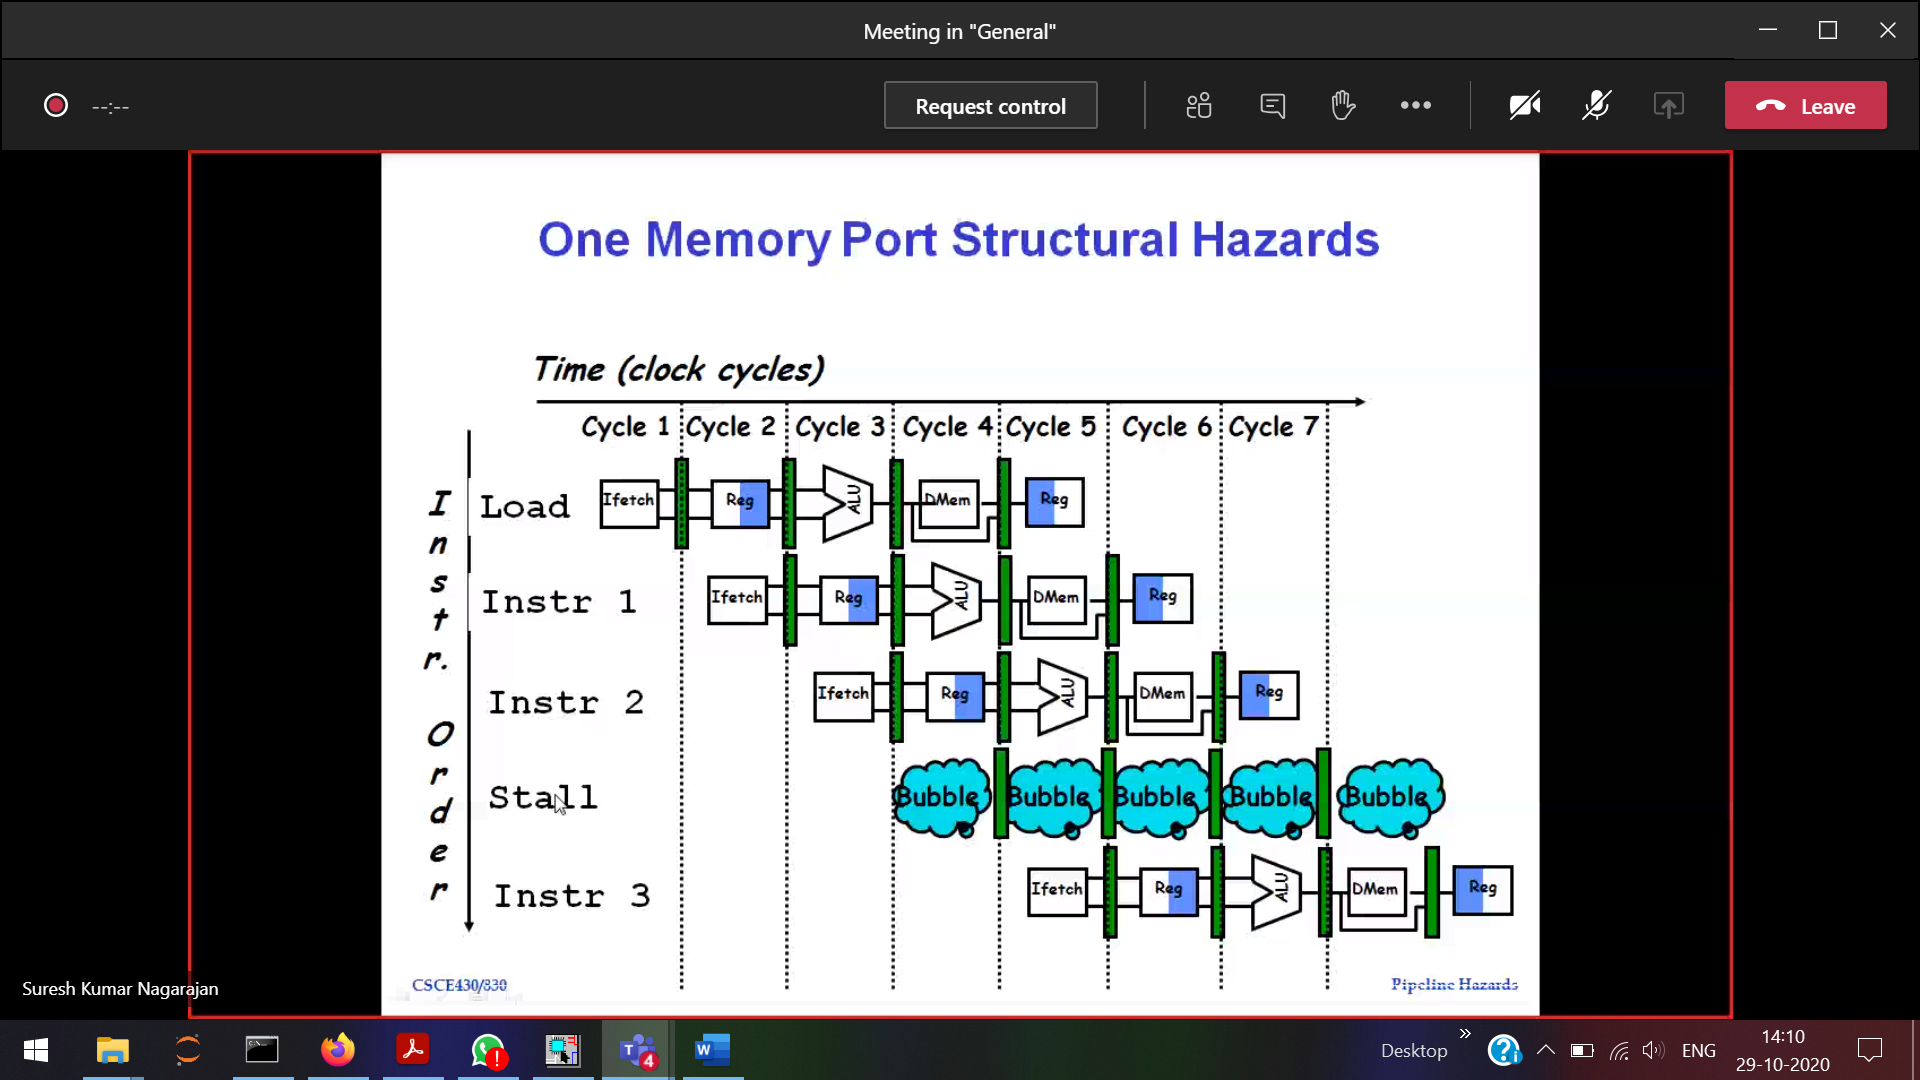 Meeting in "General"
--:--
Request control
Leave
One Memory Port Structural Hazards
Time (clock cycles)
Cycle 1 Cycle 2 Cycle 3 Cycle 4 Cycle 5 Cycle 6 Cycle 7
Instr. Order
Load Ifetch Reg ALU DMem Reg
Instr 1 Ifetch Reg ALU DMem Reg
Instr 2 Ifetch Reg ALU DMem Reg
Stall Bubble Bubble Bubble Bubble Bubble
Instr 3 Ifetch Reg ALU DMem Reg
CSCE430/830 Pipeline Hazards
Suresh Kumar Nagarajan
Desktop
ENG
14:10
29-10-2020
4